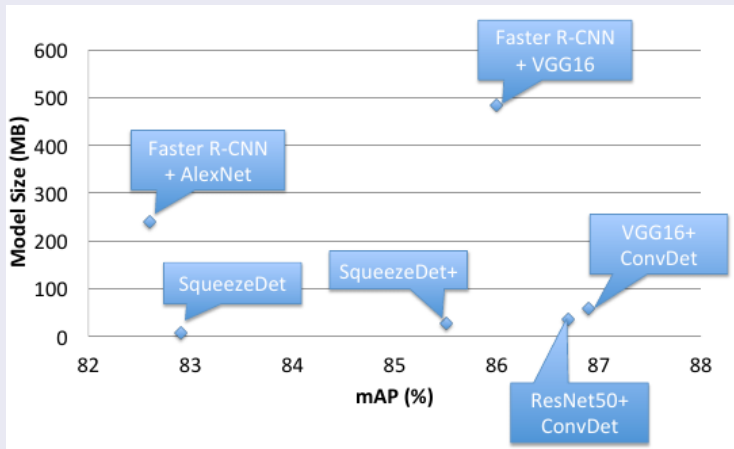 Faster R-CNN
+ VGG16
600
500
400
300
200
100
0
Model Size (MB)
Faster R-CNN
+ AlexNet
SqueezeDet
SqueezeDet+
VGG16+
ConvDet
ResNet50+
ConvDet
82 83 84 85 86 87 88
mAP (%)